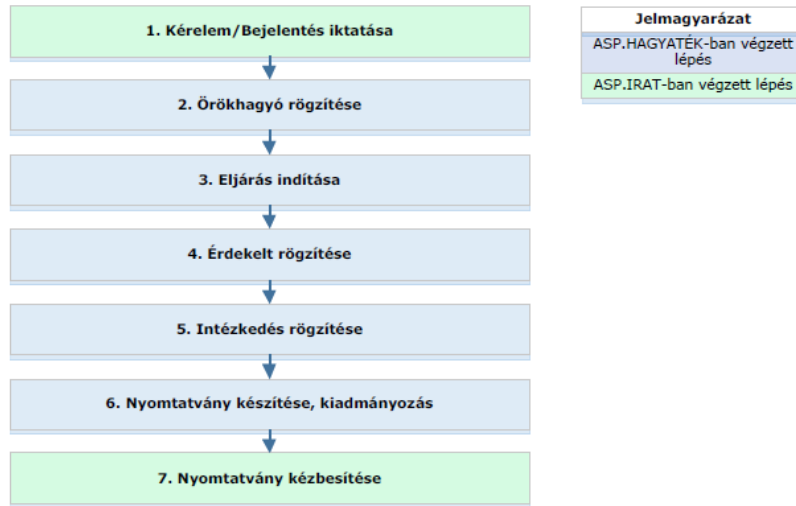 1. Kérelem/Bejelentés iktatása
2. Örökhagyó rögzítése
3. Eljárás indítása
4. Érdekelt rögzítése
5. Intézkedés rögzítése
6. Nyomtatvány készítése, kiadmányozás
7. Nyomtatvány kézbesítése
Jelmagyarázat
ASP.HAGYATÉK-ban végzett
lépés
ASP.IRAT-ban végzett lépés